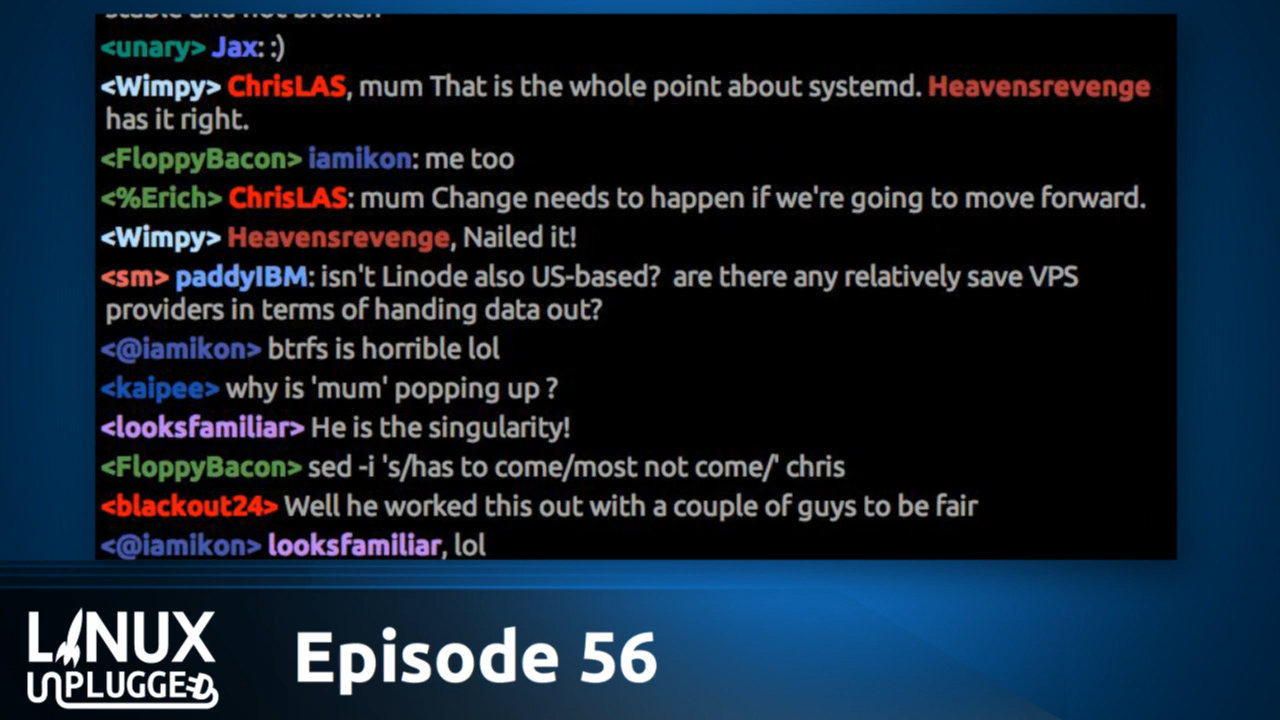 stable and not broken
<unary> Jax: :)
<Wimpy> ChrisLAS, mum That is the whole point about systemd. Heavensrevenge
has it right.
<FloppyBacon> iamikon: me too
<%Erich> ChrisLAS: mum Change needs to happen if we're going to move forward.
<Wimpy> Heavensrevenge, Nailed it!
<sm> paddyIBM: isn't Linode also US-based?  are there any relatively save VPS
providers in terms of handing data out?
<@iamikon> btrfs is horrible lol
<kaipee> why is 'mum' popping up ?
<looksfamiliar> He is the singularity!
<FloppyBacon> sed -i 's/has to come/most not come/' chris
<blackout24> Well he worked this out with a couple of guys to be fair
<@iamikon> looksfamiliar, lol
LINUX
UNPLUGGED
Episode 56